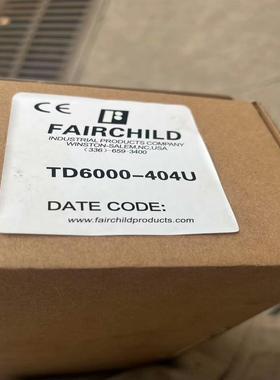 CE
FAIRCHILD
INDUSTRIAL PRODUCTS COMPANY
WINSTON-SALEM,NC,USA
(336)-659-3400
TD6000-404U
DATE CODE:
www.fairchildproducts.com